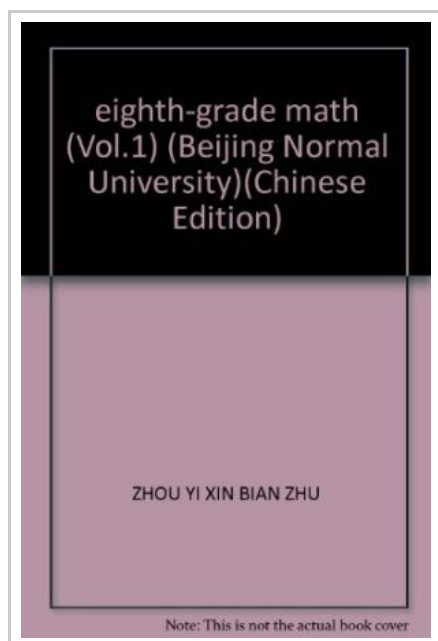 eighth-grade math
(Vol.1) (Beijing Normal
University)(Chinese
Edition)
ZHOU YI XIN BIAN ZHU
Note: This is not the actual book cover